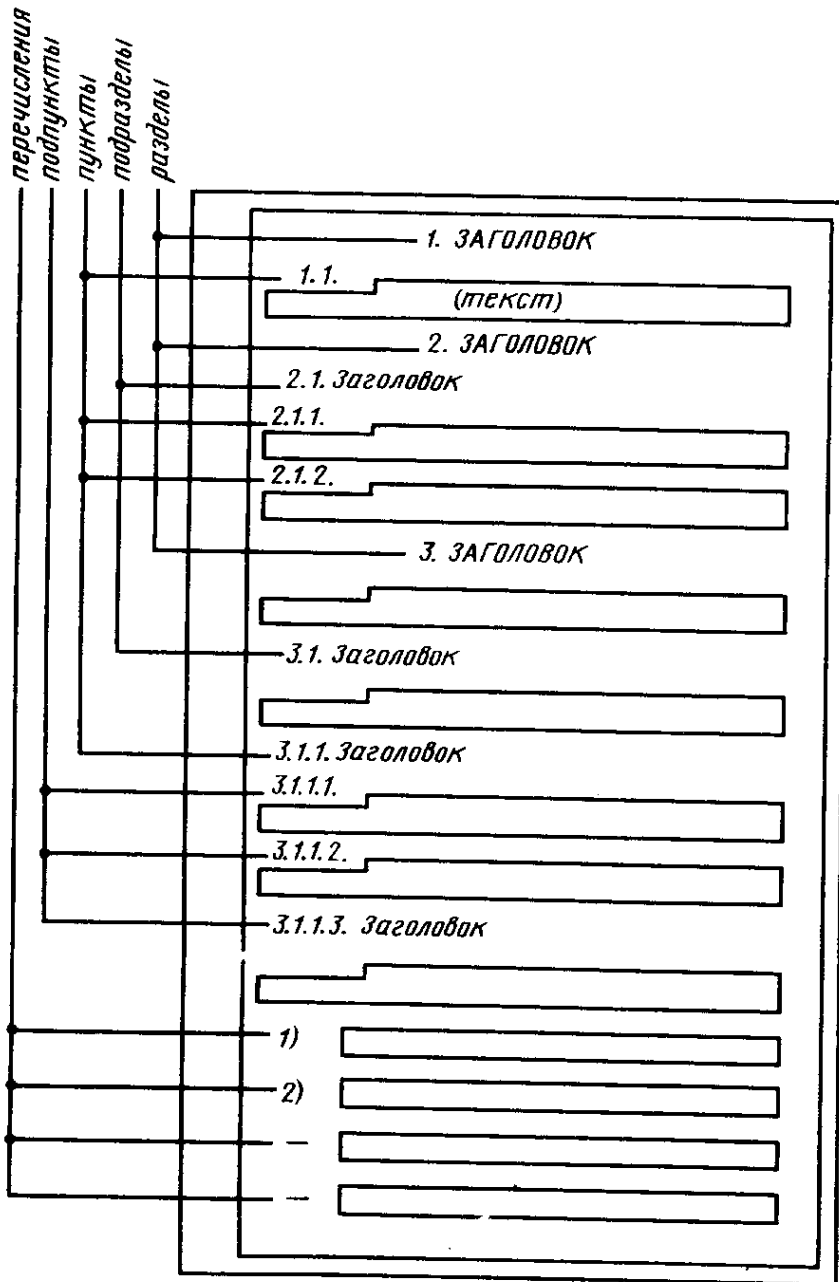 перечисления
подпункты
пункты
подразделы
разделы
1. ЗАГОЛОВОК
1.1.
(текст)
2. ЗАГОЛОВОК
2.1. Заголовок
2.1.1.
2.1.2.
3. ЗАГОЛОВОК
3.1. Заголовок
3.1.1. Заголовок
3.1.1.1.
3.1.1.2.
3.1.1.3. Заголовок
1)
2)
—
—